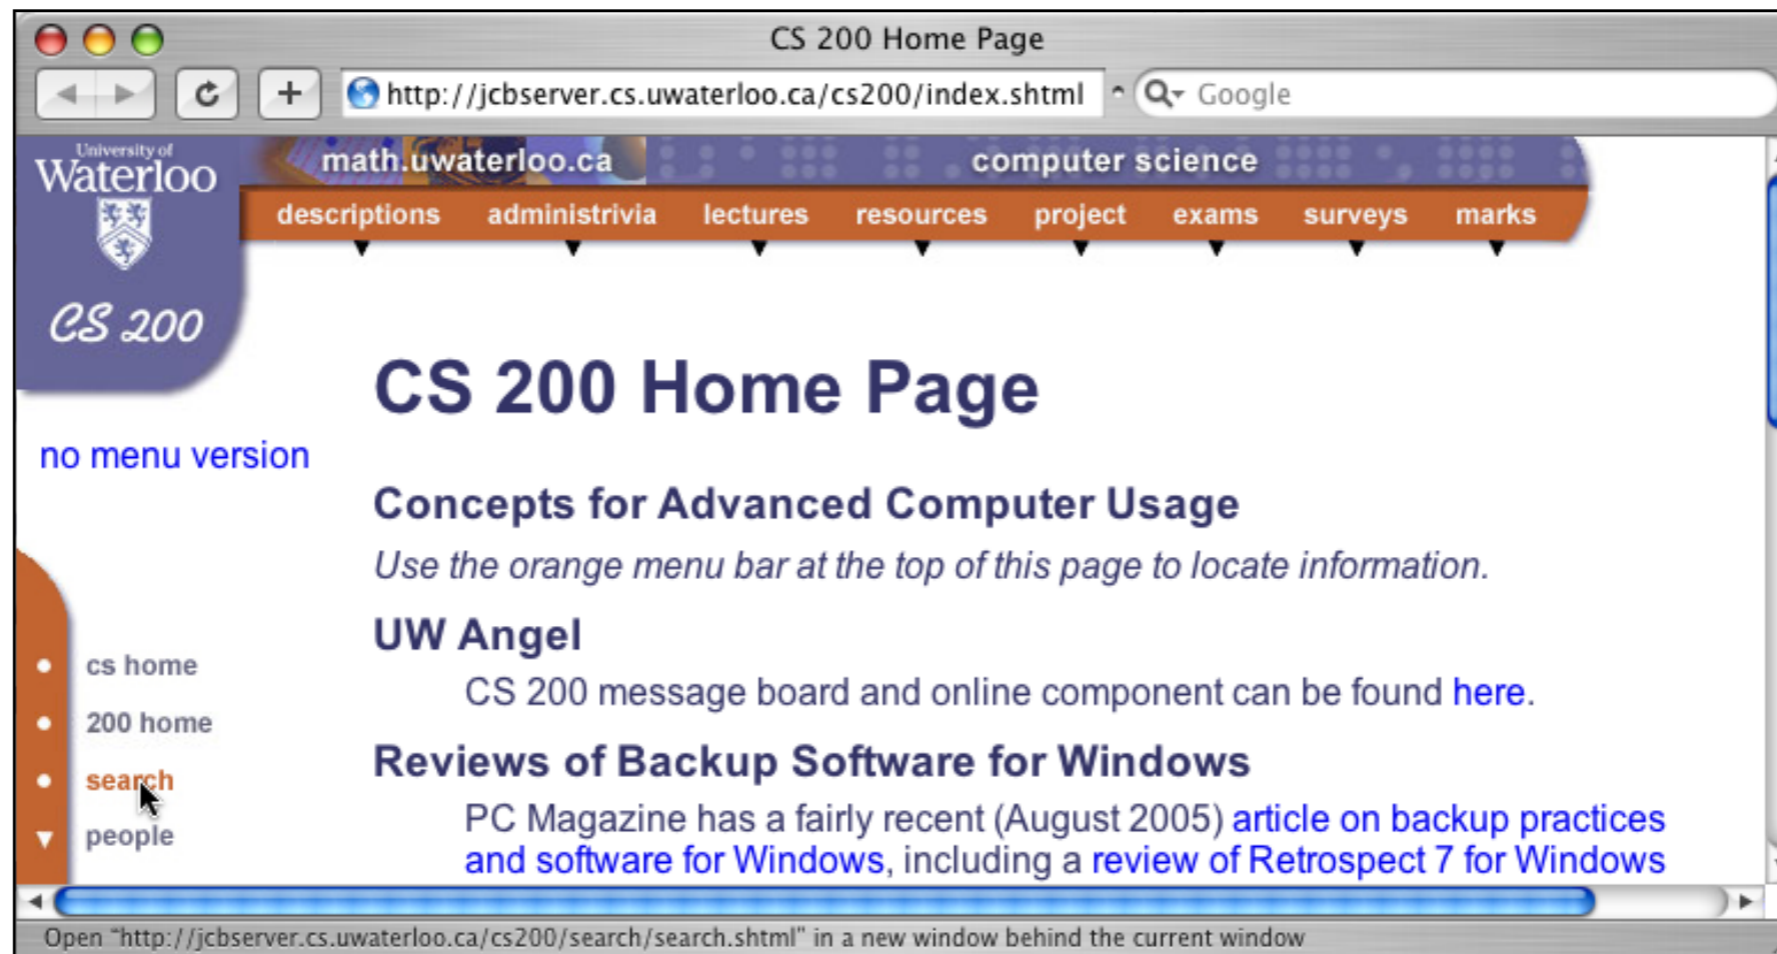 CS 200 Home Page
http://jcbserver.cs.uwaterloo.ca/cs200/index.shtml
Google
University of
Waterloo
math.uwaterloo.ca
computer science
descriptions administrivia lectures resources project exams surveys marks
CS 200
CS 200 Home Page
no menu version
Concepts for Advanced Computer Usage
Use the orange menu bar at the top of this page to locate information.
UW Angel
cs home
CS 200 message board and online component can be found here.
200 home
Reviews of Backup Software for Windows
search
PC Magazine has a fairly recent (August 2005) article on backup practices
people
and software for Windows, including a review of Retrospect 7 for Windows
Open “http://jcbserver.cs.uwaterloo.ca/cs200/search/search.shtml” in a new window behind the current window